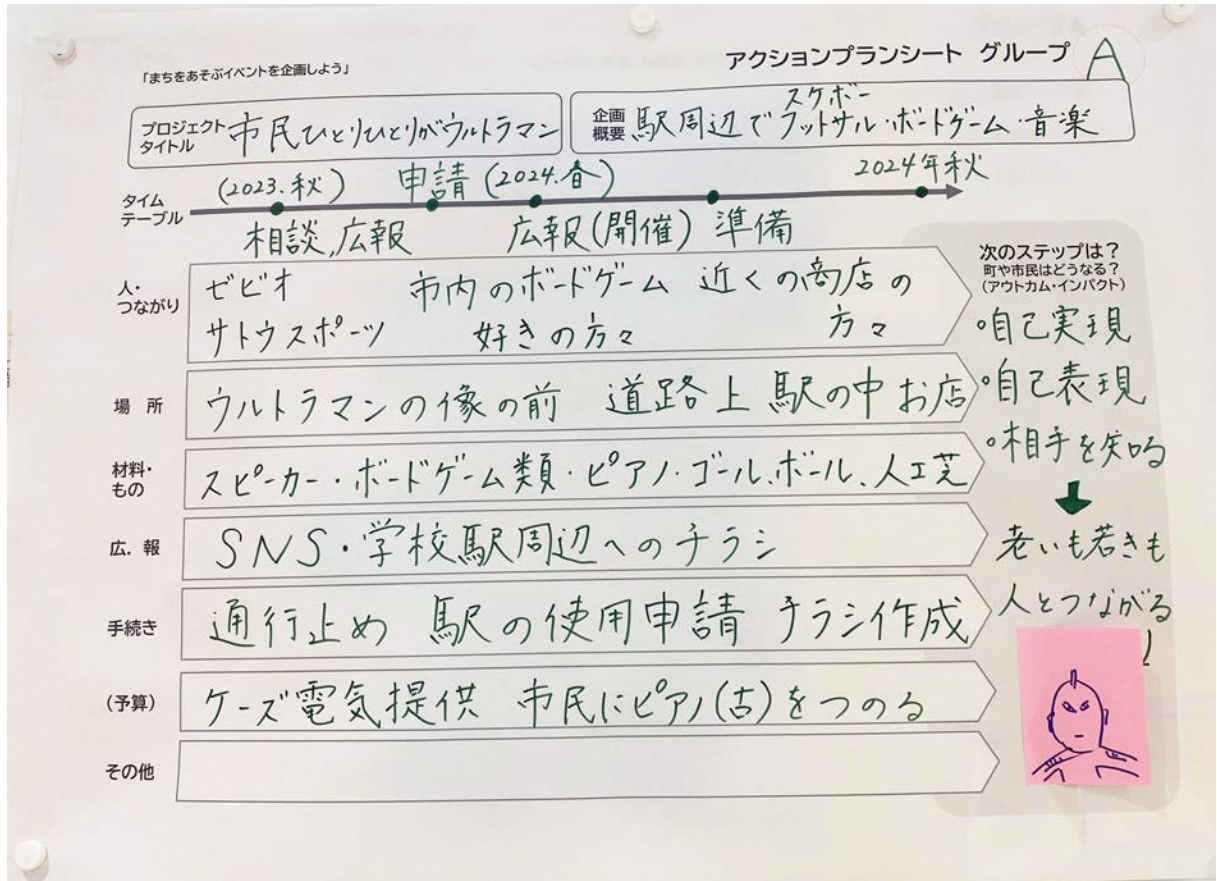 「まちをあそぶイベントを企画しよう」
アクションプランシート グループ A
プロジェクト
タイトル
市民ひとりひとりがウルトラマン
企画
概要
スケボー
駅周辺でフットサル・ボードゲーム・音楽
タイム
テーブル
(2023.秋) 申請 (2024.春) 2024年秋
相談,広報 広報(開催) 準備
人・
つながり
ゼビオ 市内のボードゲーム 近くの商店の
サトウスポーツ 好きの方々 方々
場 所
ウルトラマンの像の前 道路上 駅の中 お店
材料・
もの
スピーカー・ボードゲーム類・ピアノ・ゴール、ボール、人工芝
広. 報
SNS・学校駅周辺へのチラシ
手続き
通行止め 駅の使用申請 チラシ作成
(予算)
ケーズ電気提供 市民にピアノ(古)をつのる
その他
次のステップは?
町や市民はどうなる?
(アウトカム・インパクト)
°自己実現
°自己表現
°相手を知る
老いも若きも
人とつながる